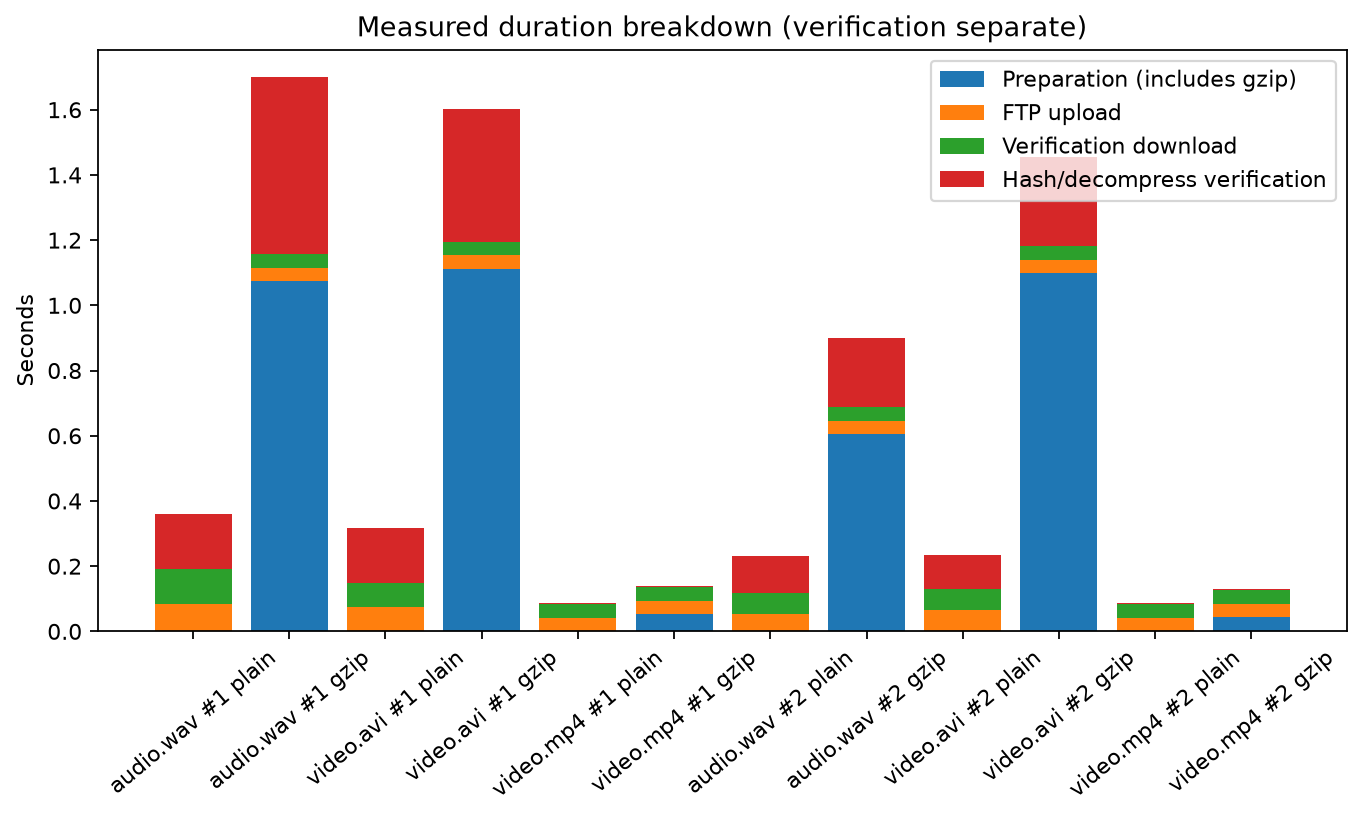 Measured duration breakdown (verification separate)
Preparation (includes gzip)
FTP upload
Verification download
Hash/decompress verification
Seconds
1.6
1.4
1.2
1.0
0.8
0.6
0.4
0.2
0.0
audio.wav #1 plain
audio.wav #1 gzip
video.avi #1 plain
video.avi #1 gzip
video.mp4 #1 plain
video.mp4 #1 gzip
audio.wav #2 plain
audio.wav #2 gzip
video.avi #2 plain
video.avi #2 gzip
video.mp4 #2 plain
video.mp4 #2 gzip